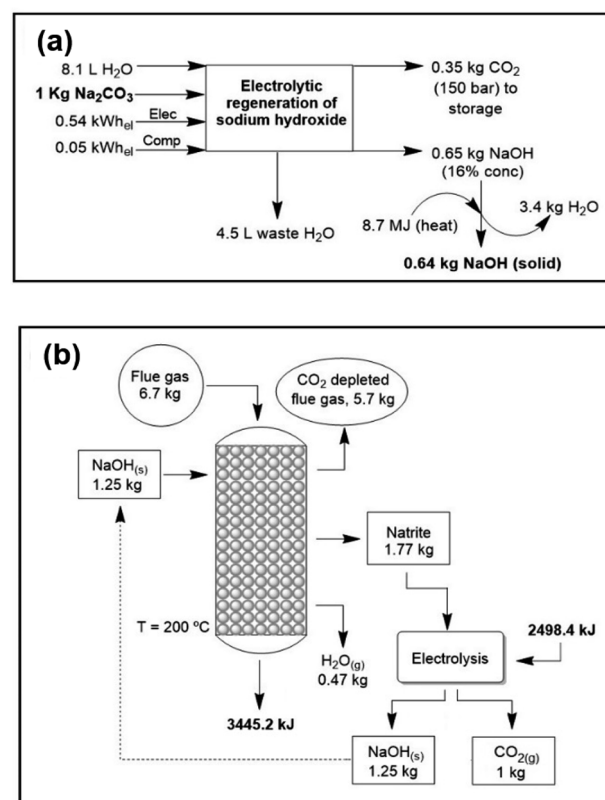 (a)
8.1 L H₂O
1 Kg Na₂CO₃
0.54 kWhₑₗ
Elec
0.05 kWhₑₗ
Comp
Electrolytic
regeneration of
sodium hydroxide
0.35 kg CO₂
(150 bar) to
storage
0.65 kg NaOH
(16% conc)
4.5 L waste H₂O
8.7 MJ (heat)
3.4 kg H₂O
0.64 kg NaOH (solid)
(b)
Flue gas
6.7 kg
CO₂ depleted
flue gas, 5.7 kg
NaOH₍ₛ₎
1.25 kg
Natrite
1.77 kg
T = 200 ºC
H₂O₍g₎
0.47 kg
3445.2 kJ
2498.4 kJ
Electrolysis
NaOH₍ₛ₎
1.25 kg
CO₂₍g₎
1 kg